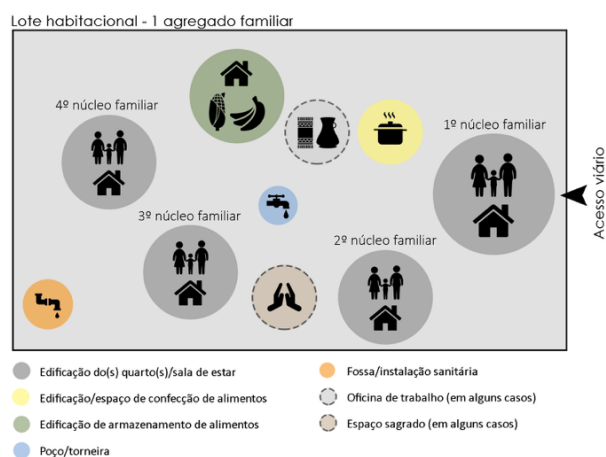 Lote habitacional - 1 agregado familiar
4º núcleo familiar
1º núcleo familiar
Acesso viário
3º núcleo familiar
2º núcleo familiar
Edificação do(s) quarto(s)/sala de estar
Edificação/espaço de confecção de alimentos
Edificação de armazenamento de alimentos
Poço/torneira
Fossa/instalação sanitária
Oficina de trabalho (em alguns casos)
Espaço sagrado (em alguns casos)